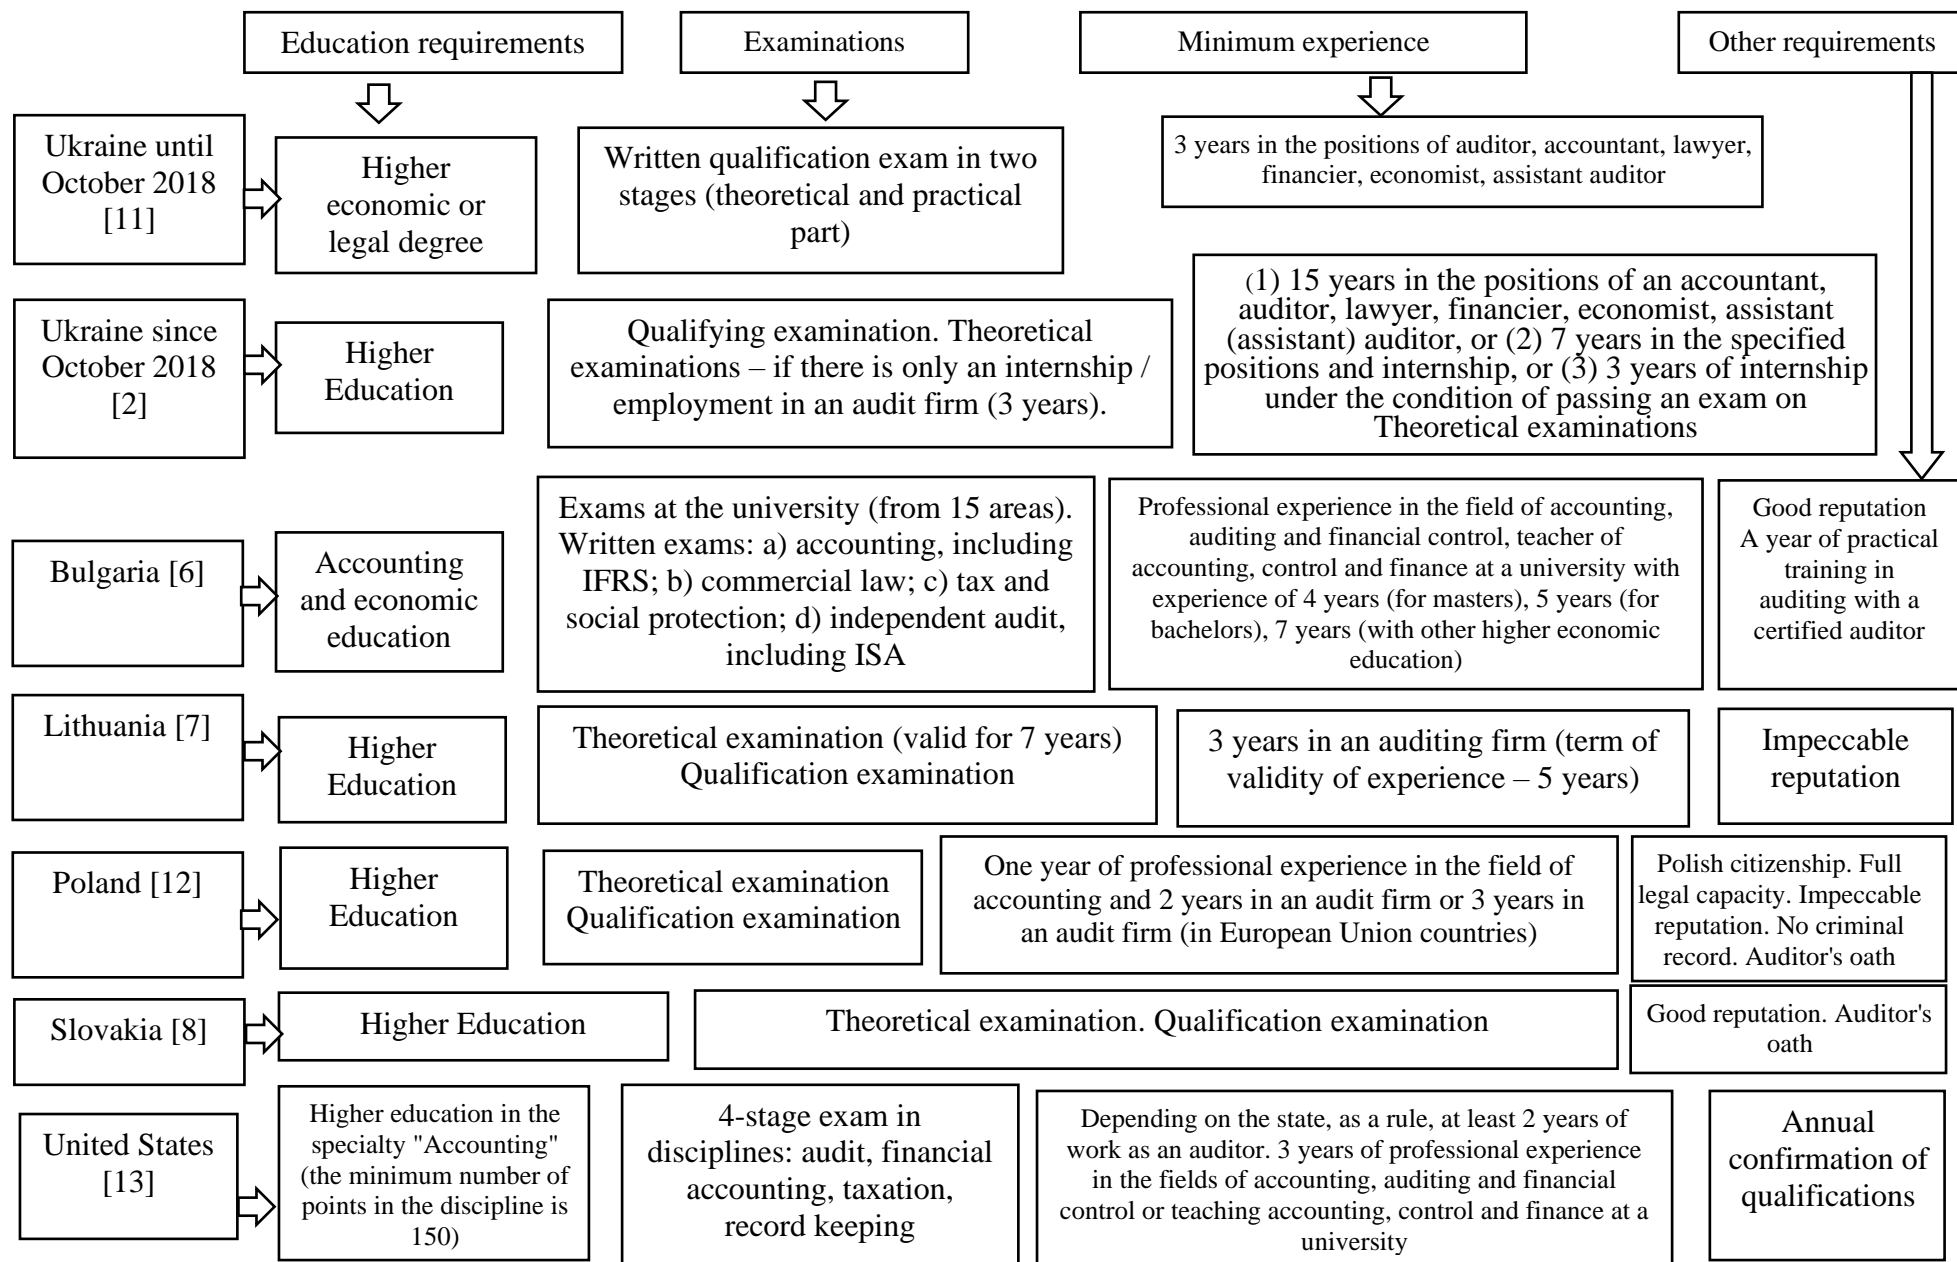 Education requirements
Examinations
Minimum experience
Other requirements
Ukraine until
October 2018
[11]
Higher
economic or
legal degree
Written qualification exam in two
stages (theoretical and practical
part)
3 years in the positions of auditor, accountant, lawyer,
financier, economist, assistant auditor
Ukraine since
October 2018
[2]
Higher
Education
Qualifying examination. Theoretical
examinations – if there is only an internship /
employment in an audit firm (3 years).
(1) 15 years in the positions of an accountant,
auditor, lawyer, financier, economist, assistant
(assistant) auditor, or (2) 7 years in the specified
positions and internship, or (3) 3 years of internship
under the condition of passing an exam on
Theoretical examinations
Bulgaria [6]
Accounting
and economic
education
Exams at the university (from 15 areas).
Written exams: a) accounting, including
IFRS; b) commercial law; c) tax and
social protection; d) independent audit,
including ISA
Professional experience in the field of accounting,
auditing and financial control, teacher of
accounting, control and finance at a university with
experience of 4 years (for masters), 5 years (for
bachelors), 7 years (with other higher economic
education)
Good reputation
A year of practical
training in
auditing with a
certified auditor
Lithuania [7]
Higher
Education
Theoretical examination (valid for 7 years)
Qualification examination
3 years in an auditing firm (term of
validity of experience – 5 years)
Impeccable
reputation
Poland [12]
Higher
Education
Theoretical examination
Qualification examination
One year of professional experience in the field of
accounting and 2 years in an audit firm or 3 years in
an audit firm (in European Union countries)
Polish citizenship. Full
legal capacity. Impeccable
reputation. No criminal
record. Auditor's oath
Slovakia [8]
Higher Education
Theoretical examination. Qualification examination
Good reputation. Auditor's
oath
United States
[13]
Higher education in the
specialty "Accounting"
(the minimum number of
points in the discipline is
150)
4-stage exam in
disciplines: audit, financial
accounting, taxation,
record keeping
Depending on the state, as a rule, at least 2 years of
work as an auditor. 3 years of professional experience
in the fields of accounting, auditing and financial
control or teaching accounting, control and finance at a
university
Annual
confirmation of
qualifications